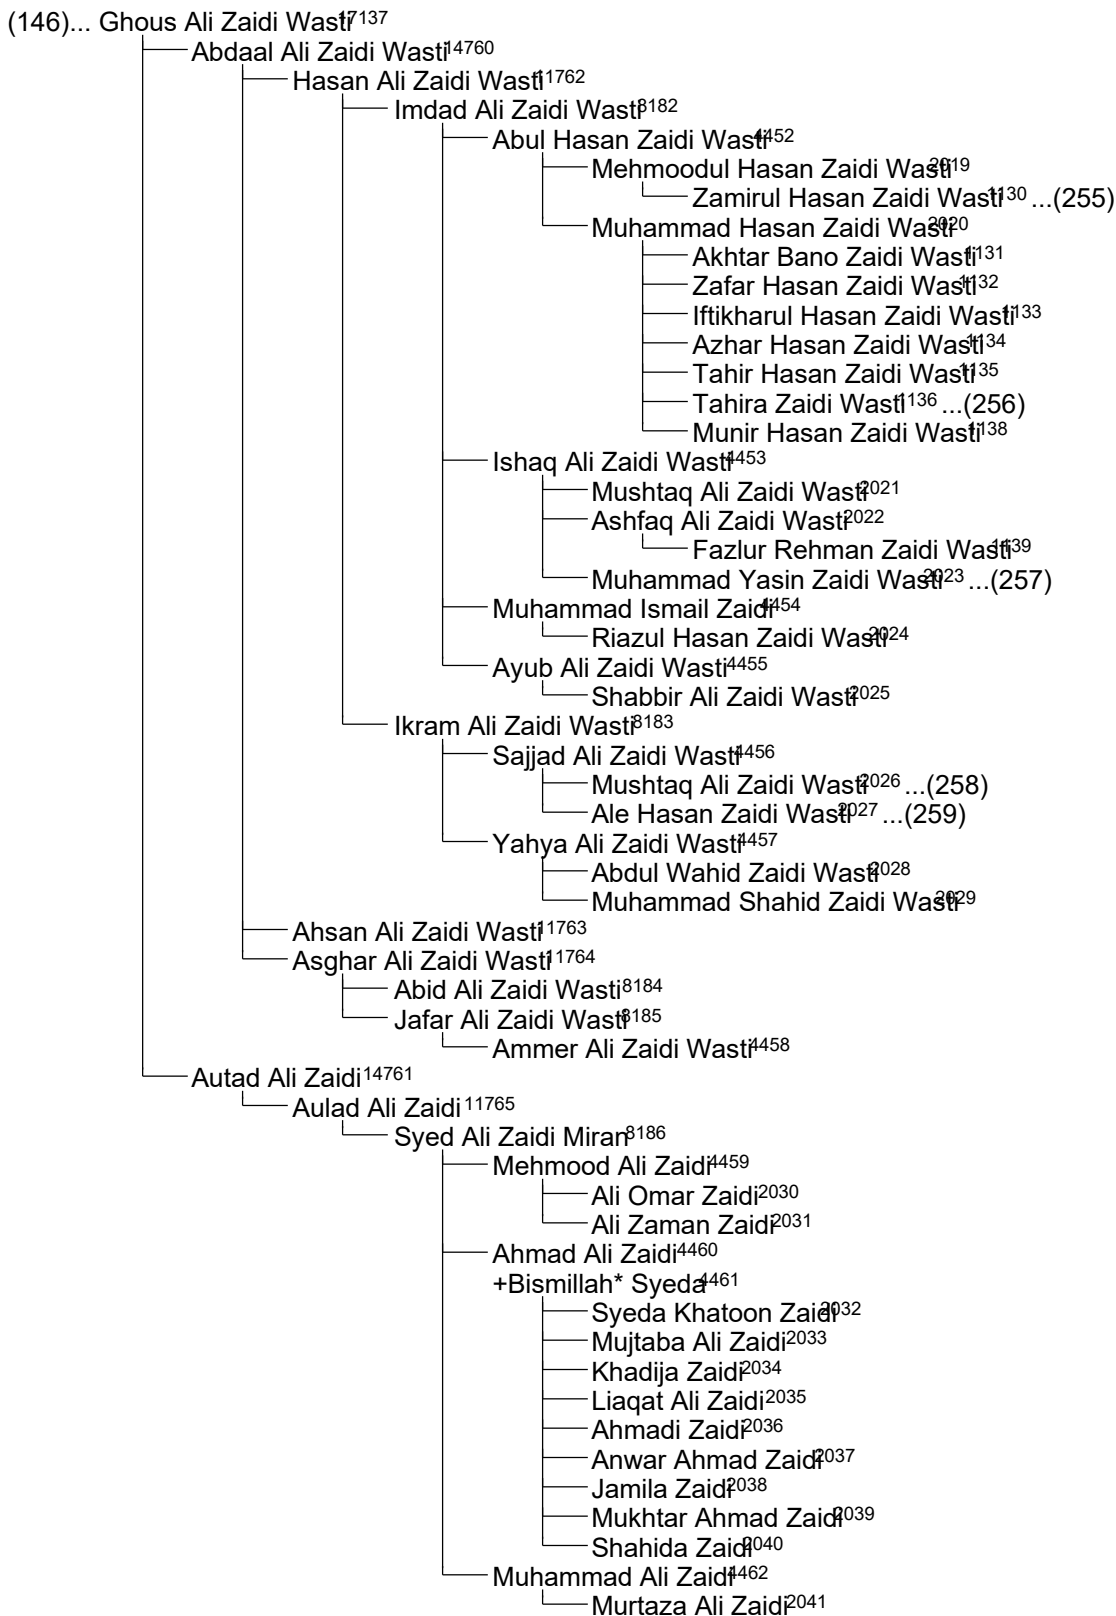 (146)... Ghous Ali Zaidi Wasti17137
Abdaal Ali Zaidi Wasti14760
Hasan Ali Zaidi Wasti11762
Imdad Ali Zaidi Wasti8182
Abul Hasan Zaidi Wasti4452
Mehmoodul Hasan Zaidi Wasti2019
Zamirul Hasan Zaidi Wasti1130 ...(255)
Muhammad Hasan Zaidi Wasti2020
Akhtar Bano Zaidi Wasti1131
Zafar Hasan Zaidi Wasti1132
Iftikharul Hasan Zaidi Wasti1133
Azhar Hasan Zaidi Wasti1134
Tahir Hasan Zaidi Wasti1135
Tahira Zaidi Wasti1136 ...(256)
Munir Hasan Zaidi Wasti1138
Ishaq Ali Zaidi Wasti4453
Mushtaq Ali Zaidi Wasti2021
Ashfaq Ali Zaidi Wasti2022
Fazlur Rehman Zaidi Wasti1139
Muhammad Yasin Zaidi Wasti2023 ...(257)
Muhammad Ismail Zaidi4454
Riazul Hasan Zaidi Wasti2024
Ayub Ali Zaidi Wasti4455
Shabbir Ali Zaidi Wasti2025
Ikram Ali Zaidi Wasti8183
Sajjad Ali Zaidi Wasti4456
Mushtaq Ali Zaidi Wasti2026 ...(258)
Ale Hasan Zaidi Wasti2027 ...(259)
Yahya Ali Zaidi Wasti4457
Abdul Wahid Zaidi Wasti2028
Muhammad Shahid Zaidi Wasti2029
Ahsan Ali Zaidi Wasti11763
Asghar Ali Zaidi Wasti11764
Abid Ali Zaidi Wasti8184
Jafar Ali Zaidi Wasti8185
Ammer Ali Zaidi Wasti4458
Autad Ali Zaidi14761
Aulad Ali Zaidi11765
Syed Ali Zaidi Miran8186
Mehmood Ali Zaidi4459
Ali Omar Zaidi2030
Ali Zaman Zaidi2031
Ahmad Ali Zaidi4460
+Bismillah* Syeda4461
Syeda Khatoon Zaidi2032
Mujtaba Ali Zaidi2033
Khadija Zaidi2034
Liaqat Ali Zaidi2035
Ahmadi Zaidi2036
Anwar Ahmad Zaidi2037
Jamila Zaidi2038
Mukhtar Ahmad Zaidi2039
Shahida Zaidi2040
Muhammad Ali Zaidi4462
Murtaza Ali Zaidi2041